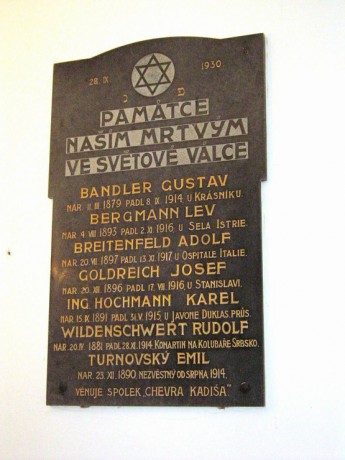 28. IX. 1930.
נ פ
PAMÁTCE
NAŠIM MRTVÝM
VE SVĚTOVÉ VÁLCE
BANDLER GUSTAV
NAR. 11. III 1879 PADL 8. IX. 1914. U KRÁSNÍKU.
BERGMANN LEV
NAR. 4. VIII 1893 PADL 2. XI 1916 U SELA ISTRIE.
BREITENFELD ADOLF
NAR. 20. VII 1897 PADL 13. XI 1917 U OSPITALE ITALIE.
GOLDREICH JOSEF
NAR. 20. XII 1896 PADL 17. VII 1916 U STANISLAVI.
ING HOCHMANN KAREL
NAR. 15. IX. 1891 PADL 31. V. 1915 U JAVONE DUKLAS. PRŮS.
WILDENSCHWERT RUDOLF
NAR. 20. IV. 1881 PADL 28. XI. 1914. KONARTIN NA KOLUBAŘE SRBSKO.
TURNOVSKÝ EMIL
NAR. 23. XI. 1890. NEZVĚSTNÝ OD SRPNA 1914.
VĚNUJE SPOLEK „CHEVRA KADIŠA."